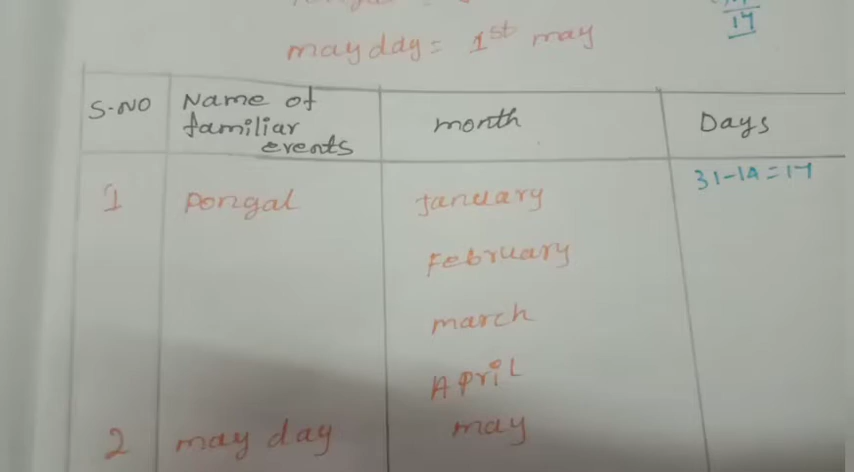 may day = 1st may
17
S.NO
Name of
familiar
events
month
Days
1
Pongal
January
31-14=17
February
march
April
2
may day
may